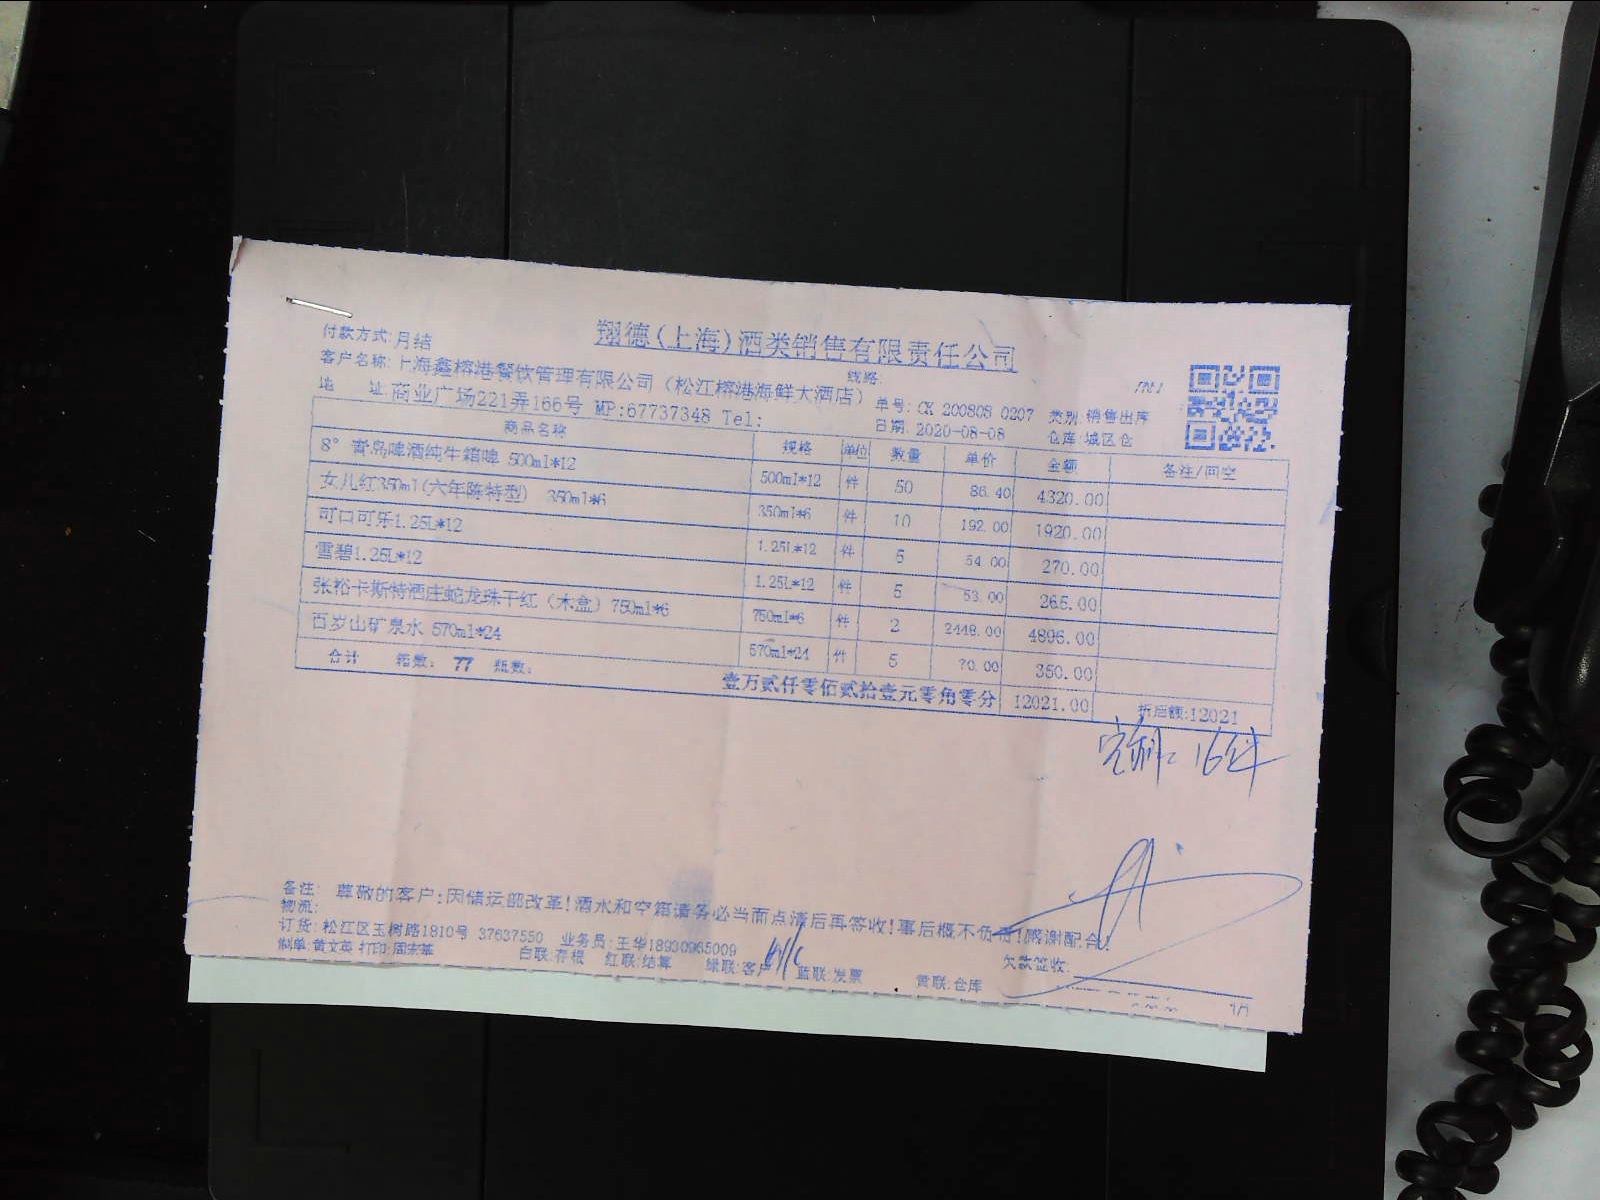 翔德(上海)酒类销售有限责任公司
付款方式:月结
线路:
客户名称:上海鑫榕港餐饮管理有限公司（松江榕港海鲜大酒店）
单号:CK 200808 0207 类别:销售出库
地 址:商业广场221弄166号 MP:67737348 Tel:
日期:2020-08-08 仓库:城区仓
商品名称 规格 单位 数量 单价 金额 备注/回空
8° 青岛啤酒纯生箱啤 500ml*12 500ml*12 件 50 86.40 4320.00
女儿红350ml(六年陈特型) 350ml*6 350ml*6 件 10 192.00 1920.00
可口可乐1.25L*12 1.25L*12 件 5 54.00 270.00
雪碧1.25L*12 1.25L*12 件 5 53.00 265.00
张裕卡斯特酒庄蛇龙珠干红（木盒）750ml*6 750ml*6 件 2 2448.00 4896.00
百岁山矿泉水 570ml*24 570ml*24 件 5 70.00 350.00
合计 箱数: 77 瓶数: 壹万贰仟零佰贰拾壹元零角零分 12021.00 折后额:12021
16件
备注: 尊敬的客户:因储运部改革!酒水和空箱请务必当面点清后再签收!事后概不负责!感谢配合!
物流:
订货:松江区玉树路1810号 37637550 业务员:王华18930965009
欠款签收:
制单:黄文英 打印:周宏華 白联:存根 红联:结算 绿联:客户 蓝联:发票 黄联:仓库